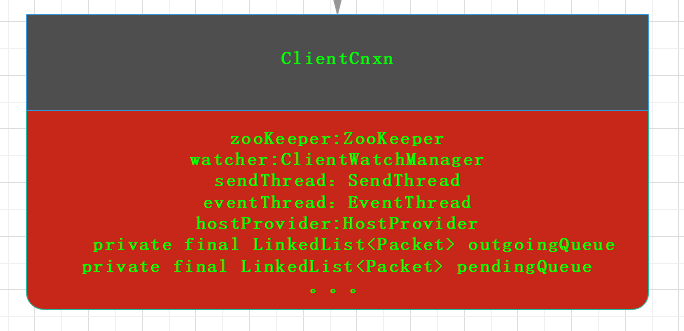 ClientCnxn
zooKeeper:ZooKeeper
watcher:ClientWatchManager
sendThread：SendThread
eventThread：EventThread
hostProvider:HostProvider
private final LinkedList<Packet> outgoingQueue
private final LinkedList<Packet> pendingQueue
。。。